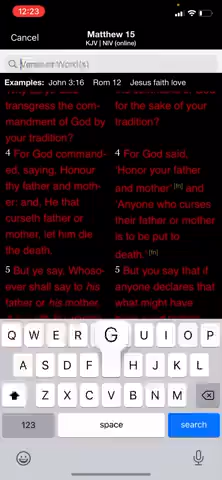 12:23
Cancel
Matthew 15
KJV | NIV (online)
Verse or Word(s)
Examples: John 3:16 Rom 12 Jesus faith love
transgress the com-
mandment of God by
your tradition?
4 For God command-
ed, saying, Honour
thy father and moth-
er: and, He that
curseth father or
mother, let him die
the death.
5 But ye say, Whoso-
ever shall say to his
father or his mother,
for the sake of your
tradition?
4 For God said,
'Honor your father
and mother' [fn] and
'Anyone who curses
their father or mother
is to be put to
death.' [fn]
5 But you say that if
anyone declares that
what might have
Q W E R G U I O P
A S D F H J K L
Z X C V B N M
123 space search